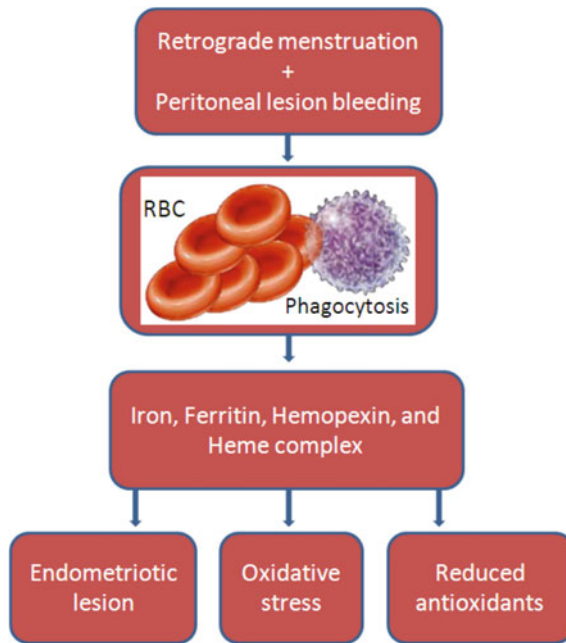 Retrograde menstruation
+
Peritoneal lesion bleeding
RBC
Phagocytosis
Iron, Ferritin, Hemopexin, and
Heme complex
Endometriotic
lesion
Oxidative
stress
Reduced
antioxidants